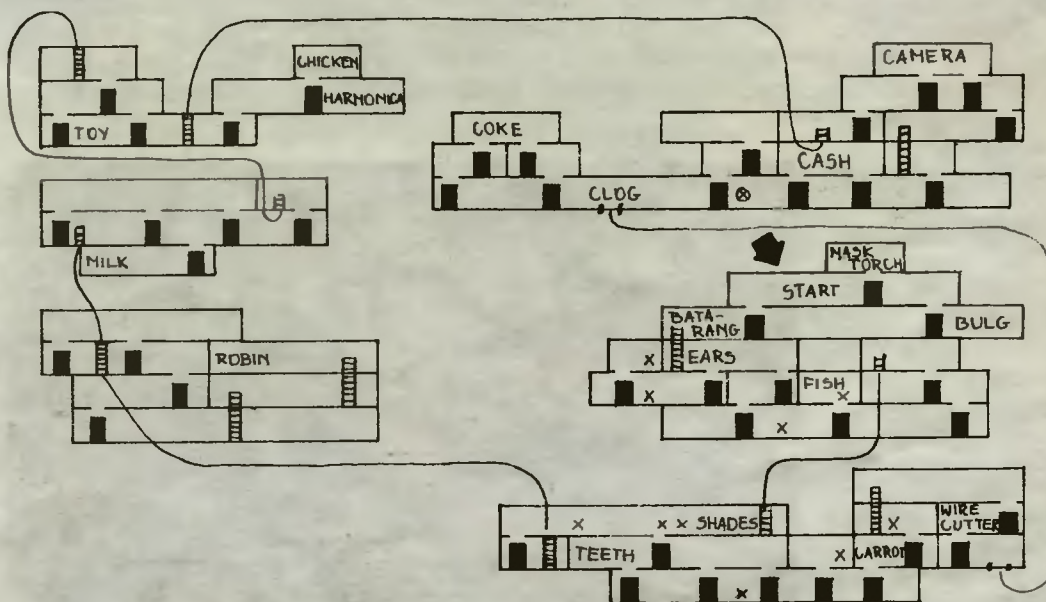 CHICKEN
HARMONICA
TOY
CAMERA
COKE
CASH
CLOG
MILK
MASK
TORCH
START
BATA-
RANG
BULG
EARS
ROBIN
FISH
SHADES
WIRE
CUTTER
TEETH
CARROT